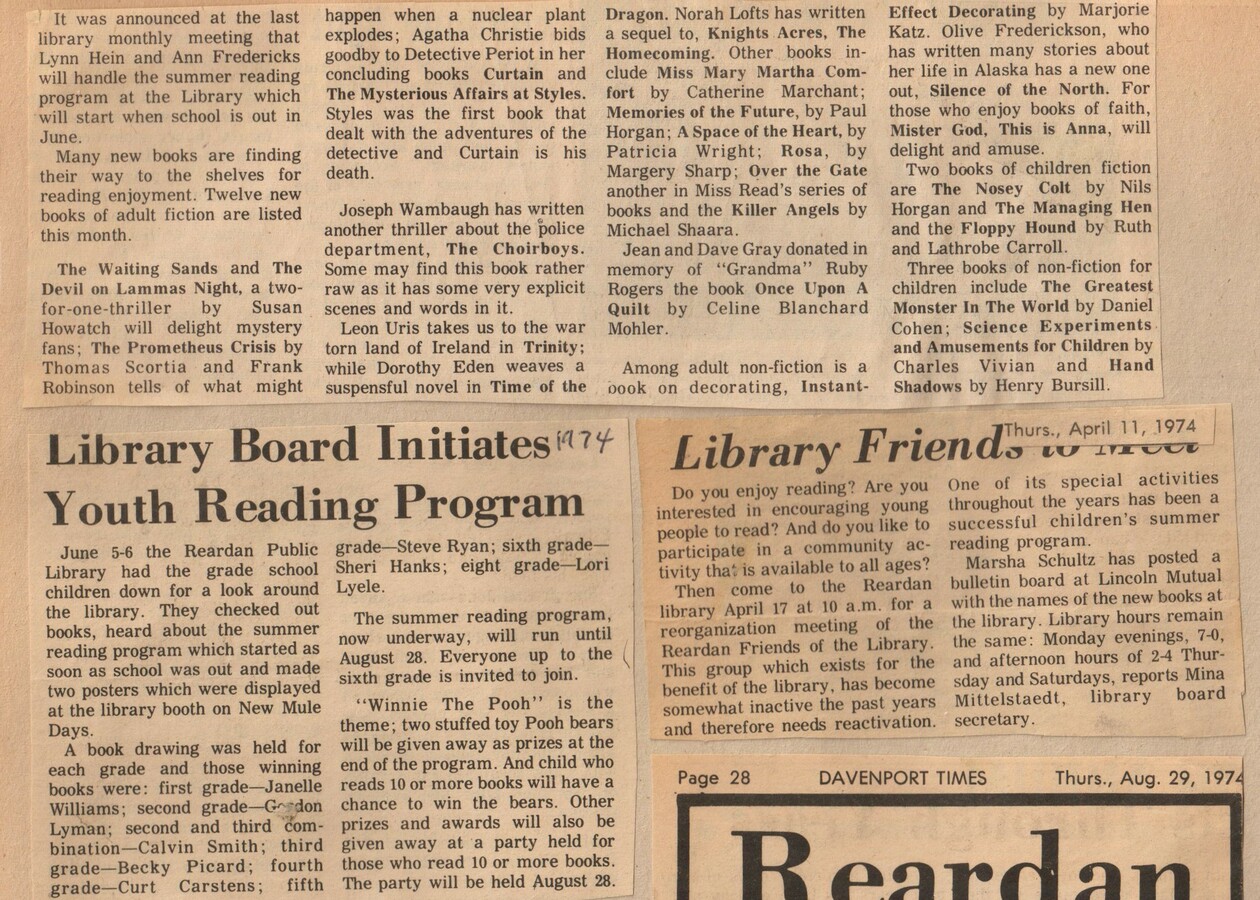 It was announced at the last
library monthly meeting that
Lynn Hein and Ann Fredericks
will handle the summer reading
program at the Library which
will start when school is out in
June.
Many new books are finding
their way to the shelves for
reading enjoyment. Twelve new
books of adult fiction are listed
this month.
The Waiting Sands and The
Devil on Lammas Night, a two-
for-one-thriller by Susan
Howatch will delight mystery
fans; The Prometheus Crisis by
Thomas Scortia and Frank
Robinson tells of what might
happen when a nuclear plant
explodes; Agatha Christie bids
goodby to Detective Periot in her
concluding books Curtain and
The Mysterious Affairs at Styles.
Styles was the first book that
dealt with the adventures of the
detective and Curtain is his
death.
Joseph Wambaugh has written
another thriller about the police
department, The Choirboys.
Some may find this book rather
raw as it has some very explicit
scenes and words in it.
Leon Uris takes us to the war
torn land of Ireland in Trinity;
while Dorothy Eden weaves a
suspensful novel in Time of the
Dragon. Norah Lofts has written
a sequel to, Knights Acres, The
Homecoming. Other books in-
clude Miss Mary Martha Com-
fort by Catherine Marchant;
Memories of the Future, by Paul
Horgan; A Space of the Heart, by
Patricia Wright; Rosa, by
Margery Sharp; Over the Gate
another in Miss Read's series of
books and the Killer Angels by
Michael Shaara.
Jean and Dave Gray donated in
memory of "Grandma" Ruby
Rogers the book Once Upon A
Quilt by Celine Blanchard
Mohler.
Among adult non-fiction is a
book on decorating, Instant-
Effect Decorating by Marjorie
Katz. Olive Frederickson, who
has written many stories about
her life in Alaska has a new one
out, Silence of the North. For
those who enjoy books of faith,
Mister God, This is Anna, will
delight and amuse.
Two books of children fiction
are The Nosey Colt by Nils
Horgan and The Managing Hen
and the Floppy Hound by Ruth
and Lathrobe Carroll.
Three books of non-fiction for
children include The Greatest
Monster In The World by Daniel
Cohen; Science Experiments
and Amusements for Children by
Charles Vivian and Hand
Shadows by Henry Bursill.
Library Board Initiates 1974
Youth Reading Program
June 5-6 the Reardan Public
Library had the grade school
children down for a look around
the library. They checked out
books, heard about the summer
reading program which started as
soon as school was out and made
two posters which were displayed
at the library booth on New Mule
Days.
A book drawing was held for
each grade and those winning
books were: first grade—Janelle
Williams; second grade—Gordon
Lyman; second and third com-
bination—Calvin Smith; third
grade—Becky Picard; fourth
grade—Curt Carstens; fifth
grade—Steve Ryan; sixth grade—
Sheri Hanks; eight grade—Lori
Lyele.
The summer reading program,
now underway, will run until
August 28. Everyone up to the
sixth grade is invited to join.
"Winnie The Pooh" is the
theme; two stuffed toy Pooh bears
will be given away as prizes at the
end of the program. And child who
reads 10 or more books will have a
chance to win the bears. Other
prizes and awards will also be
given away at a party held for
those who read 10 or more books.
The party will be held August 28.
Thurs., April 11, 1974
Library Friends to Meet
Do you enjoy reading? Are you
interested in encouraging young
people to read? And do you like to
participate in a community ac-
tivity that is available to all ages?
Then come to the Reardan
library April 17 at 10 a.m. for a
reorganization meeting of the
Reardan Friends of the Library.
This group which exists for the
benefit of the library, has become
somewhat inactive the past years
and therefore needs reactivation.
One of its special activities
throughout the years has been a
successful children's summer
reading program.
Marsha Schultz has posted a
bulletin board at Lincoln Mutual
with the names of the new books at
the library. Library hours remain
the same: Monday evenings, 7-0,
and afternoon hours of 2-4 Thur-
sday and Saturdays, reports Mina
Mittelstaedt, library board
secretary.
Page 28 DAVENPORT TIMES Thurs., Aug. 29, 1974
Reardan